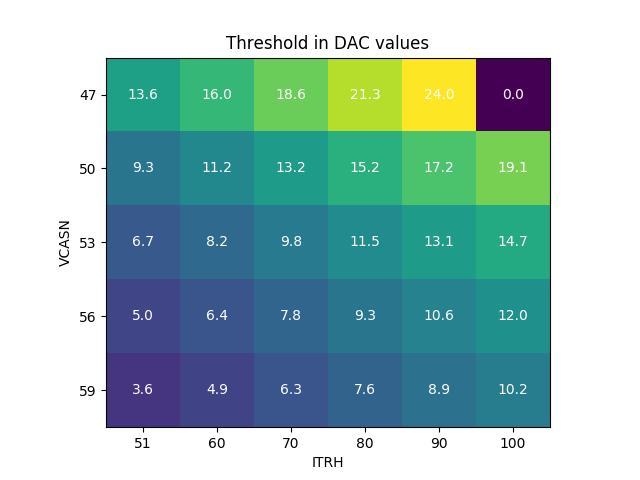 Threshold in DAC values
47 13.6 16.0 18.6 21.3 24.0 0.0
50 9.3 11.2 13.2 15.2 17.2 19.1
53 6.7 8.2 9.8 11.5 13.1 14.7
VCASN
56 5.0 6.4 7.8 9.3 10.6 12.0
59 3.6 4.9 6.3 7.6 8.9 10.2
51 60 70 80 90 100
ITRH